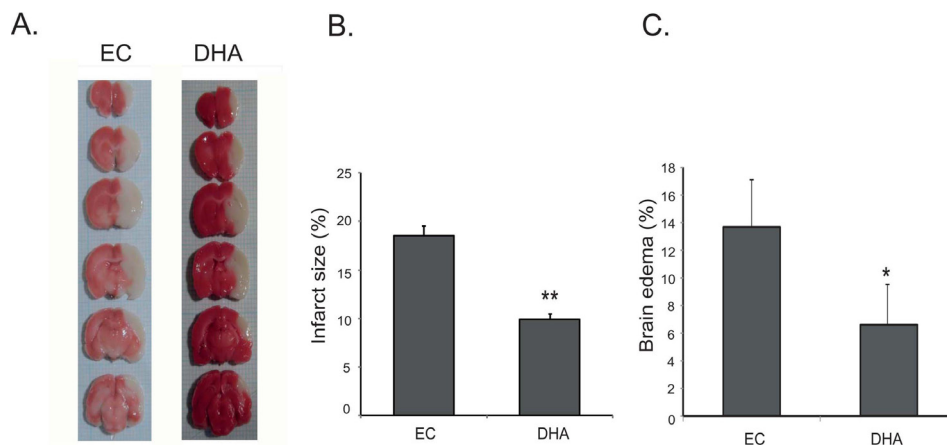 A.
EC DHA
B.
Infarct size (%)
25
20
15
10
5
0
**
EC DHA
C.
Brain edema (%)
18
16
14
12
10
8
6
4
2
0
*
EC DHA